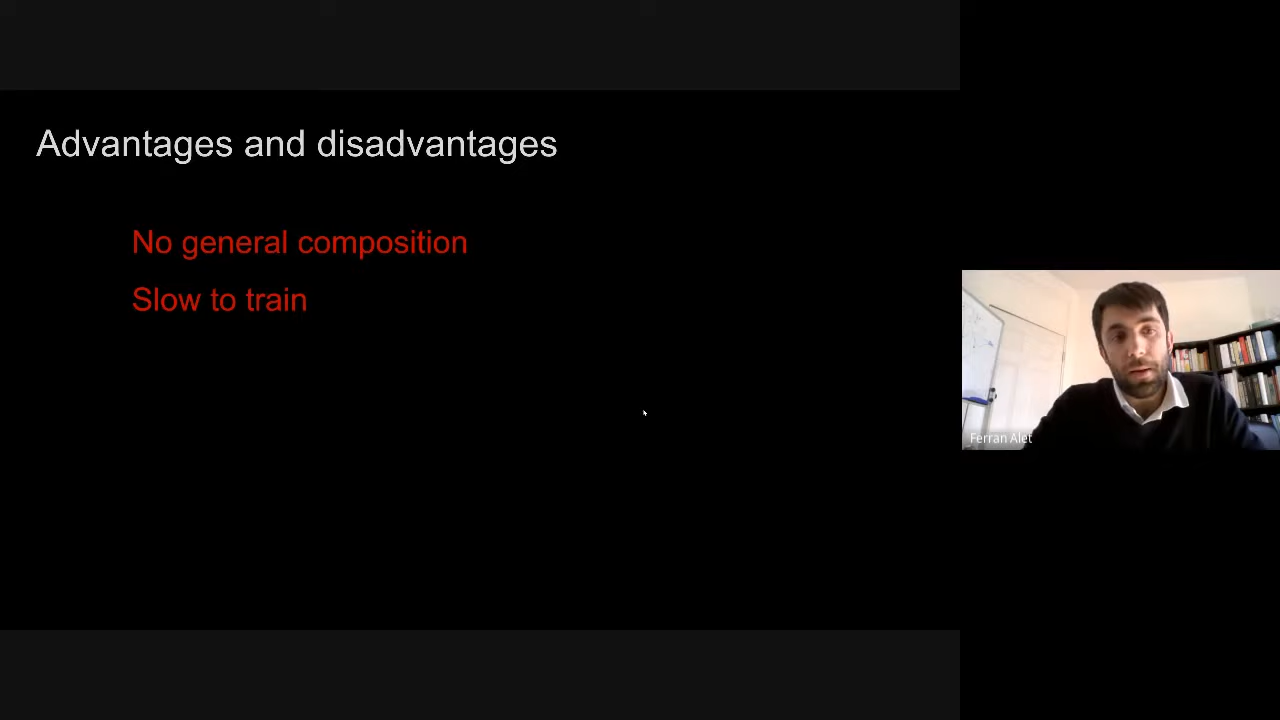 Advantages and disadvantages
No general composition
Slow to train
Ferran Alet